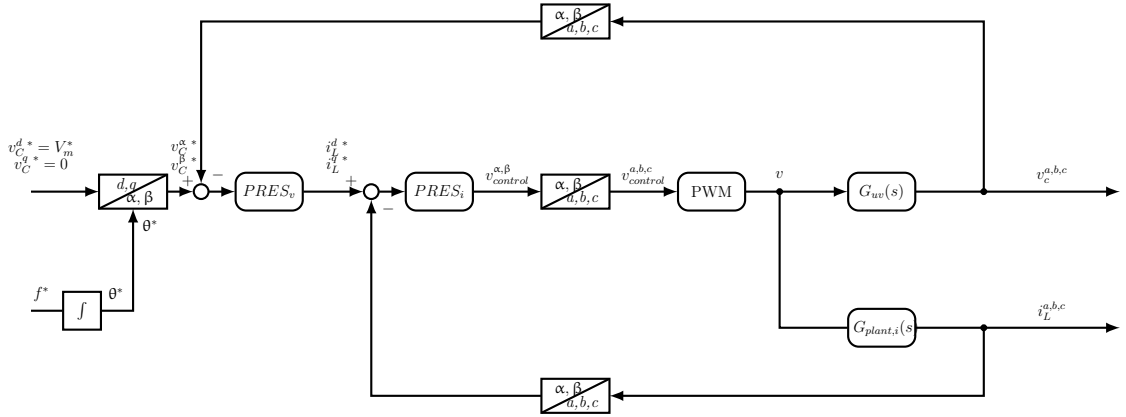 α, β
a, b, c
v_C^{d *} = V_m^*
v_C^{q *} = 0
v_C^{α *}
v_C^{β *}
i_L^{d *}
i_L^{q *}
d, q
α, β
+
−
PRES_v
+
−
PRES_i
v_{control}^{α,β}
α, β
a, b, c
v_{control}^{a,b,c}
PWM
v
G_{uv}(s)
v_c^{a,b,c}
θ*
f*
∫
θ*
G_{plant,i}(s
i_L^{a,b,c}
α, β
a, b, c